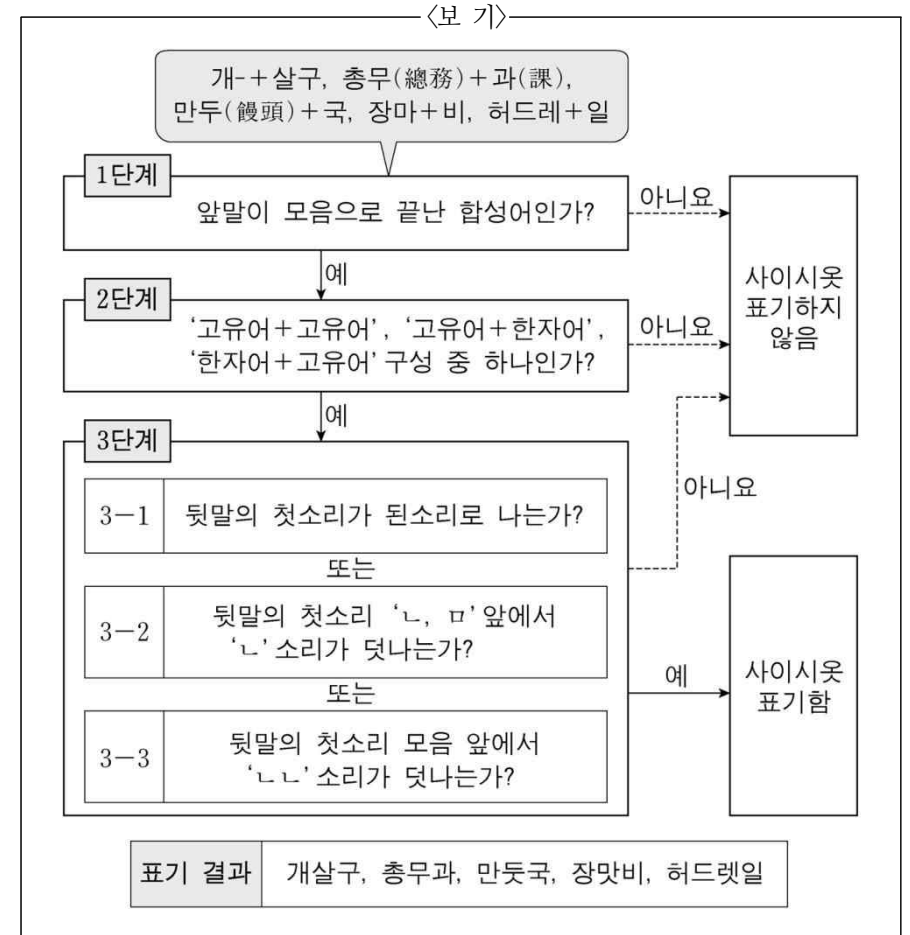 〈보 기〉
개-+살구, 총무(總務)+과(課),
만두(饅頭)+국, 장마+비, 허드레+일
1단계
앞말이 모음으로 끝난 합성어인가?
아니요
예
사이시옷
표기하지
않음
2단계
‘고유어+고유어’, ‘고유어+한자어’,
‘한자어+고유어’ 구성 중 하나인가?
아니요
예
3단계
3-1 뒷말의 첫소리가 된소리로 나는가?
또는
3-2 뒷말의 첫소리 ‘ㄴ, ㅁ’ 앞에서
‘ㄴ’ 소리가 덧나는가?
또는
3-3 뒷말의 첫소리 모음 앞에서
‘ㄴㄴ’ 소리가 덧나는가?
아니요
예
사이시옷
표기함
표기 결과 개살구, 총무과, 만둣국, 장맛비, 허드렛일